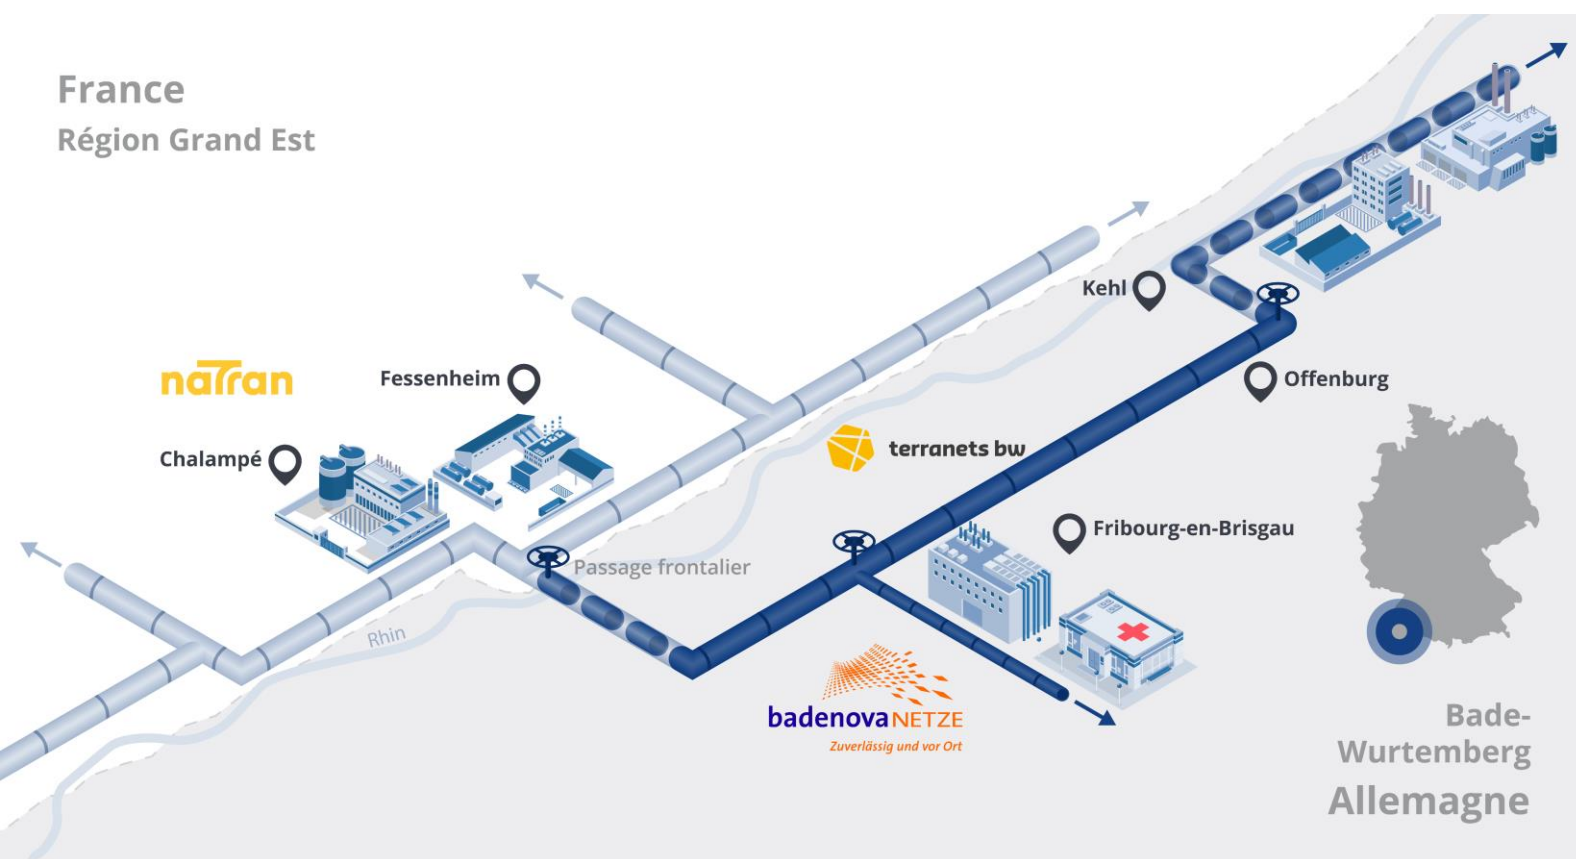 France
Région Grand Est
Kehl
naTran
Fessenheim
Offenburg
Chalampé
terranets bw
Fribourg-en-Brisgau
Passage frontalier
Rhin
badenovaNETZE
Zuverlässig und vor Ort
Bade-
Wurtemberg
Allemagne